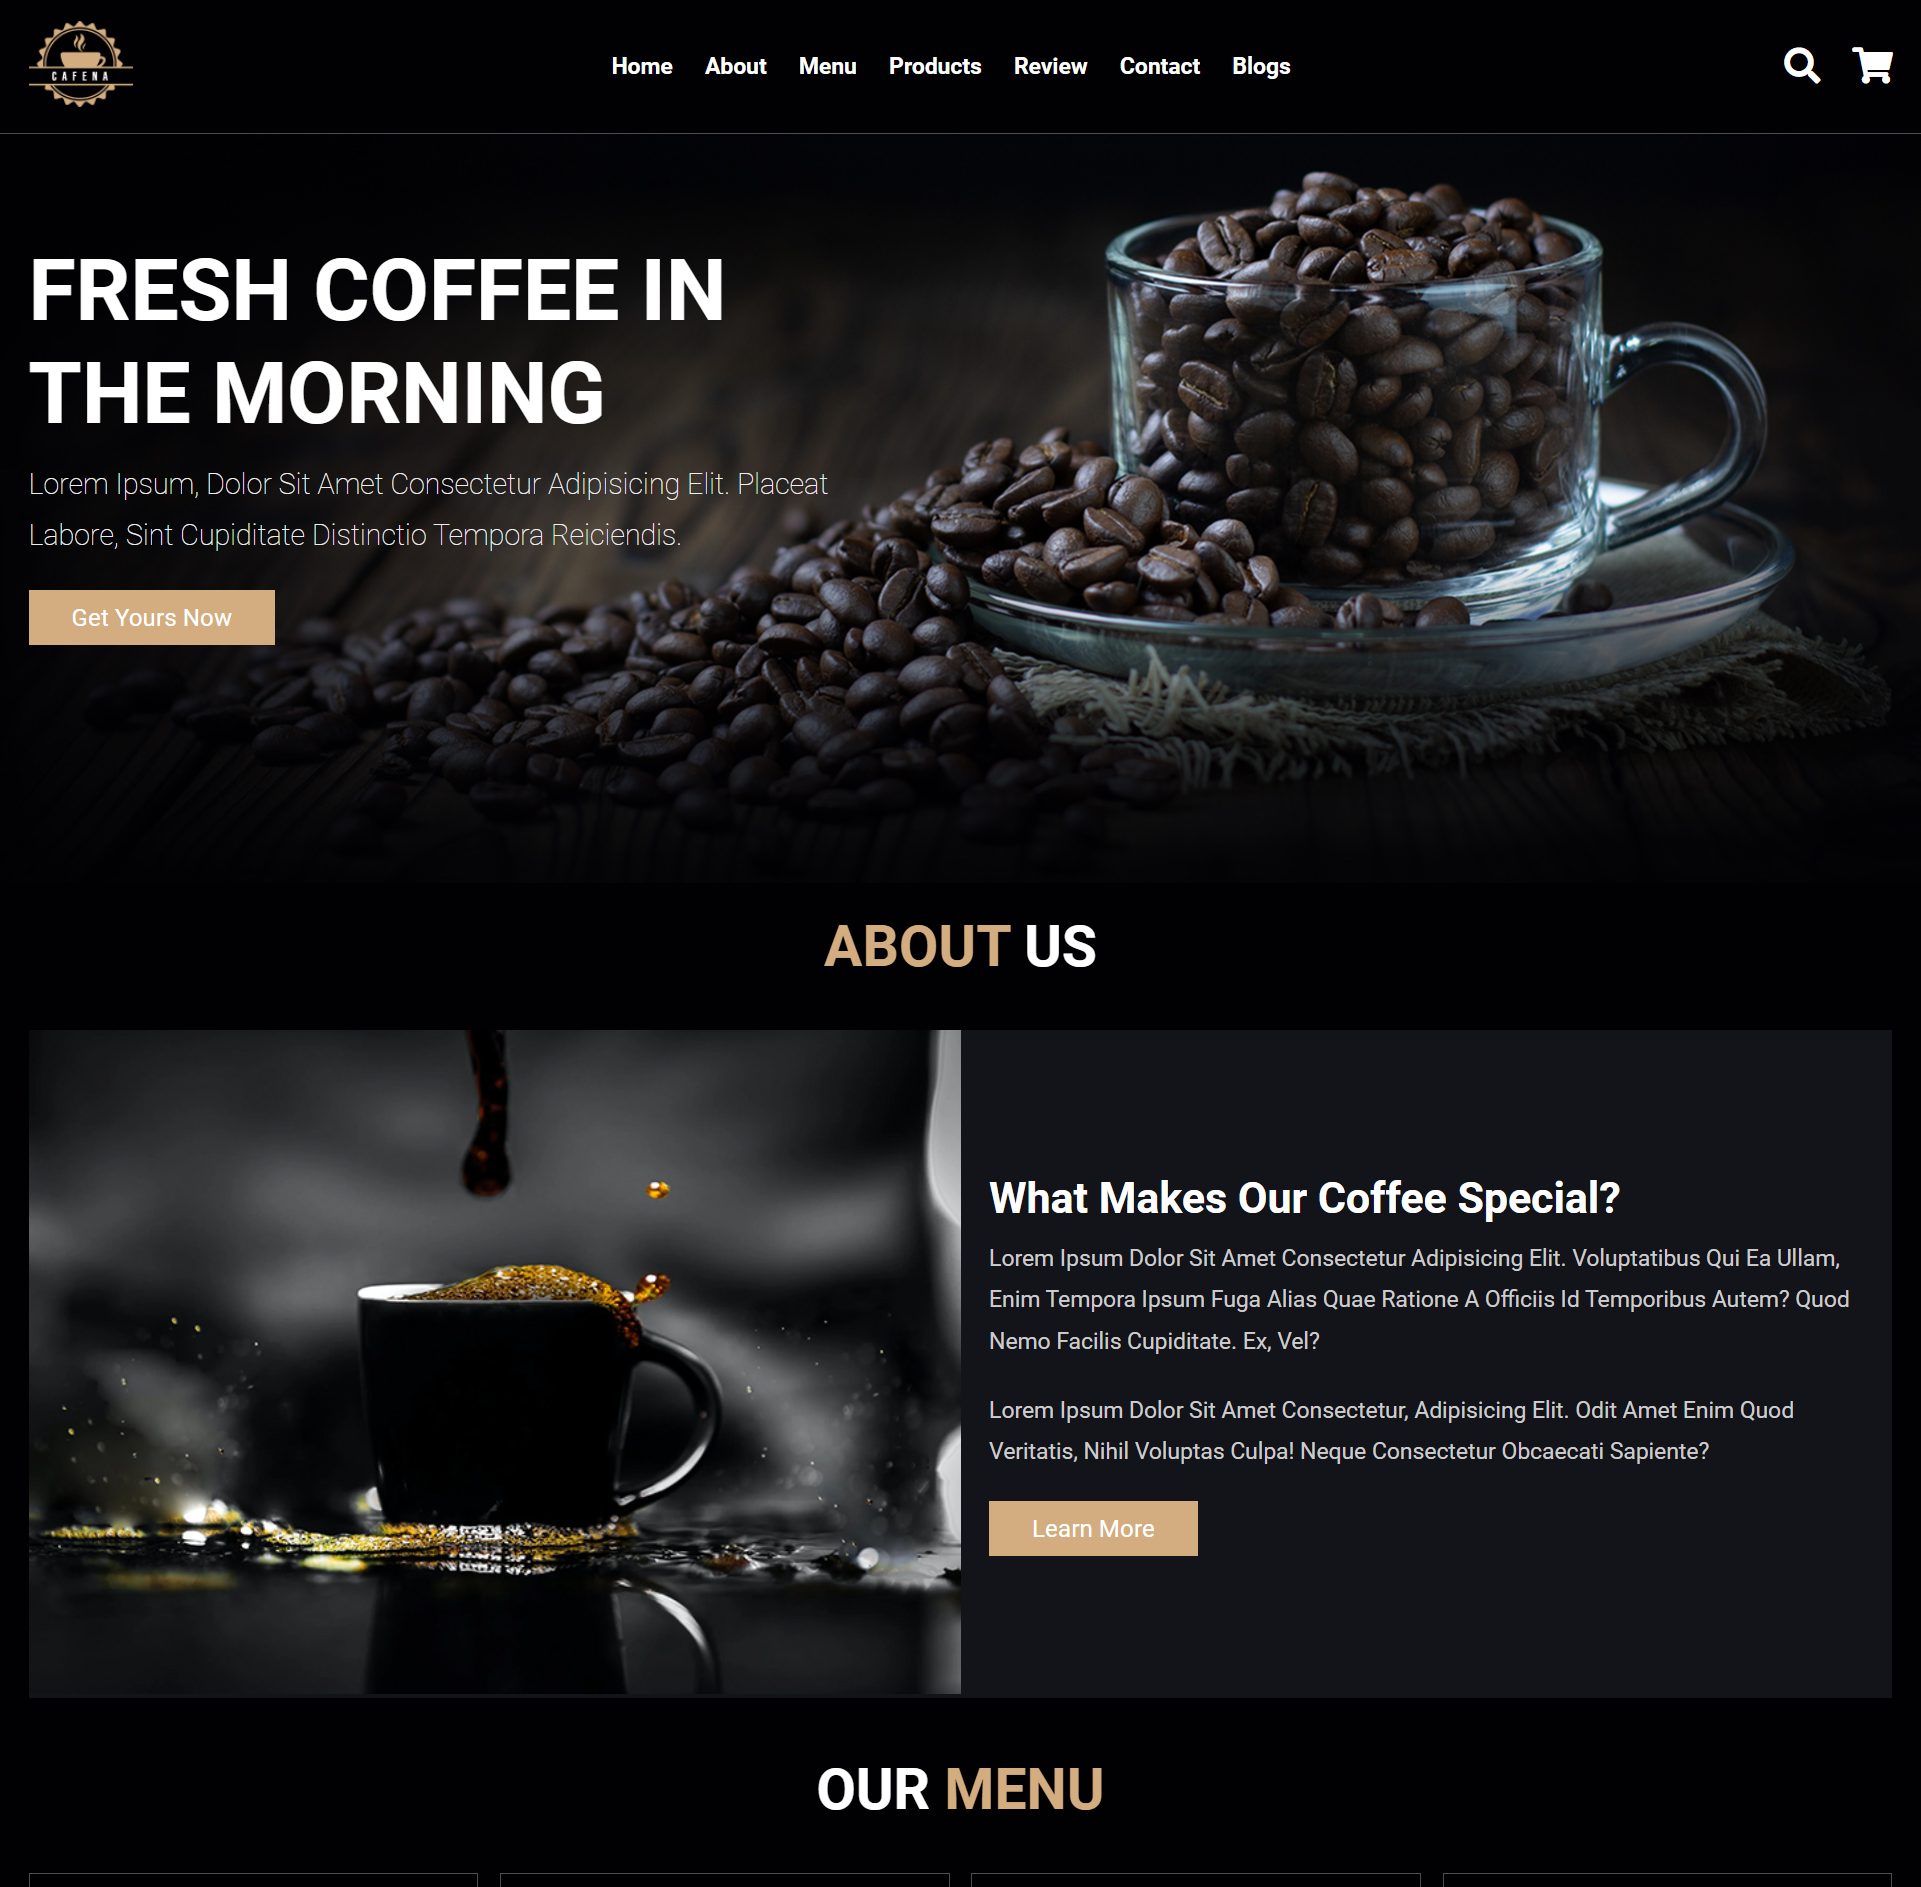 CAFENA
Home About Menu Products Review Contact Blogs
FRESH COFFEE IN
THE MORNING
Lorem Ipsum, Dolor Sit Amet Consectetur Adipisicing Elit. Placeat
Labore, Sint Cupiditate Distinctio Tempora Reiciendis.
Get Yours Now
ABOUT US
What Makes Our Coffee Special?
Lorem Ipsum Dolor Sit Amet Consectetur Adipisicing Elit. Voluptatibus Qui Ea Ullam,
Enim Tempora Ipsum Fuga Alias Quae Ratione A Officiis Id Temporibus Autem? Quod
Nemo Facilis Cupiditate. Ex, Vel?
Lorem Ipsum Dolor Sit Amet Consectetur, Adipisicing Elit. Odit Amet Enim Quod
Veritatis, Nihil Voluptas Culpa! Neque Consectetur Obcaecati Sapiente?
Learn More
OUR MENU